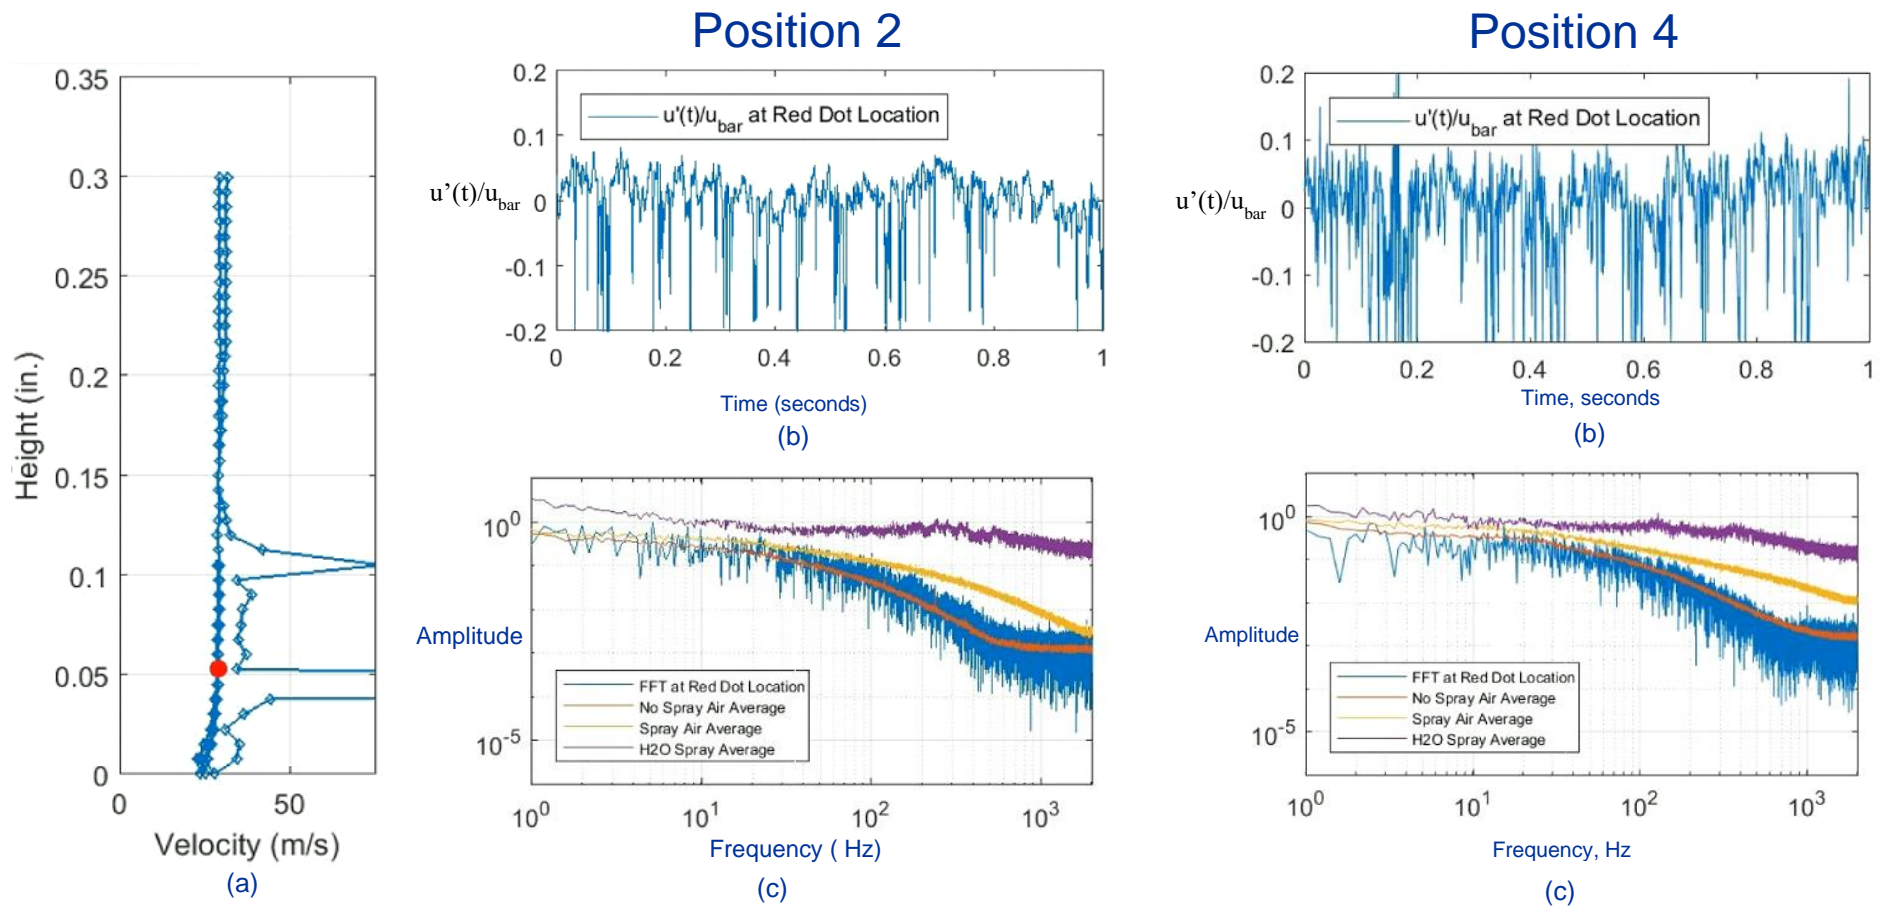 Position 2
Position 4
0.35
0.3
0.25
0.2
0.15
0.1
0.05
0
0
50
Height (in.)
Velocity (m/s)
(a)
0.2
0.1
0
-0.1
-0.2
u'(t)/u_bar at Red Dot Location
u’(t)/u_bar
0
0.2
0.4
0.6
0.8
1
Time (seconds)
(b)
10^0
10^-5
Amplitude
FFT at Red Dot Location
No Spray Air Average
Spray Air Average
H2O Spray Average
10^0
10^1
10^2
10^3
Frequency ( Hz)
(c)
0.2
0.1
0
-0.1
-0.2
u'(t)/u_bar at Red Dot Location
u’(t)/u_bar
0
0.2
0.4
0.6
0.8
1
Time, seconds
(b)
10^0
10^-5
Amplitude
FFT at Red Dot Location
No Spray Air Average
Spray Air Average
H2O Spray Average
10^0
10^1
10^2
10^3
Frequency, Hz
(c)